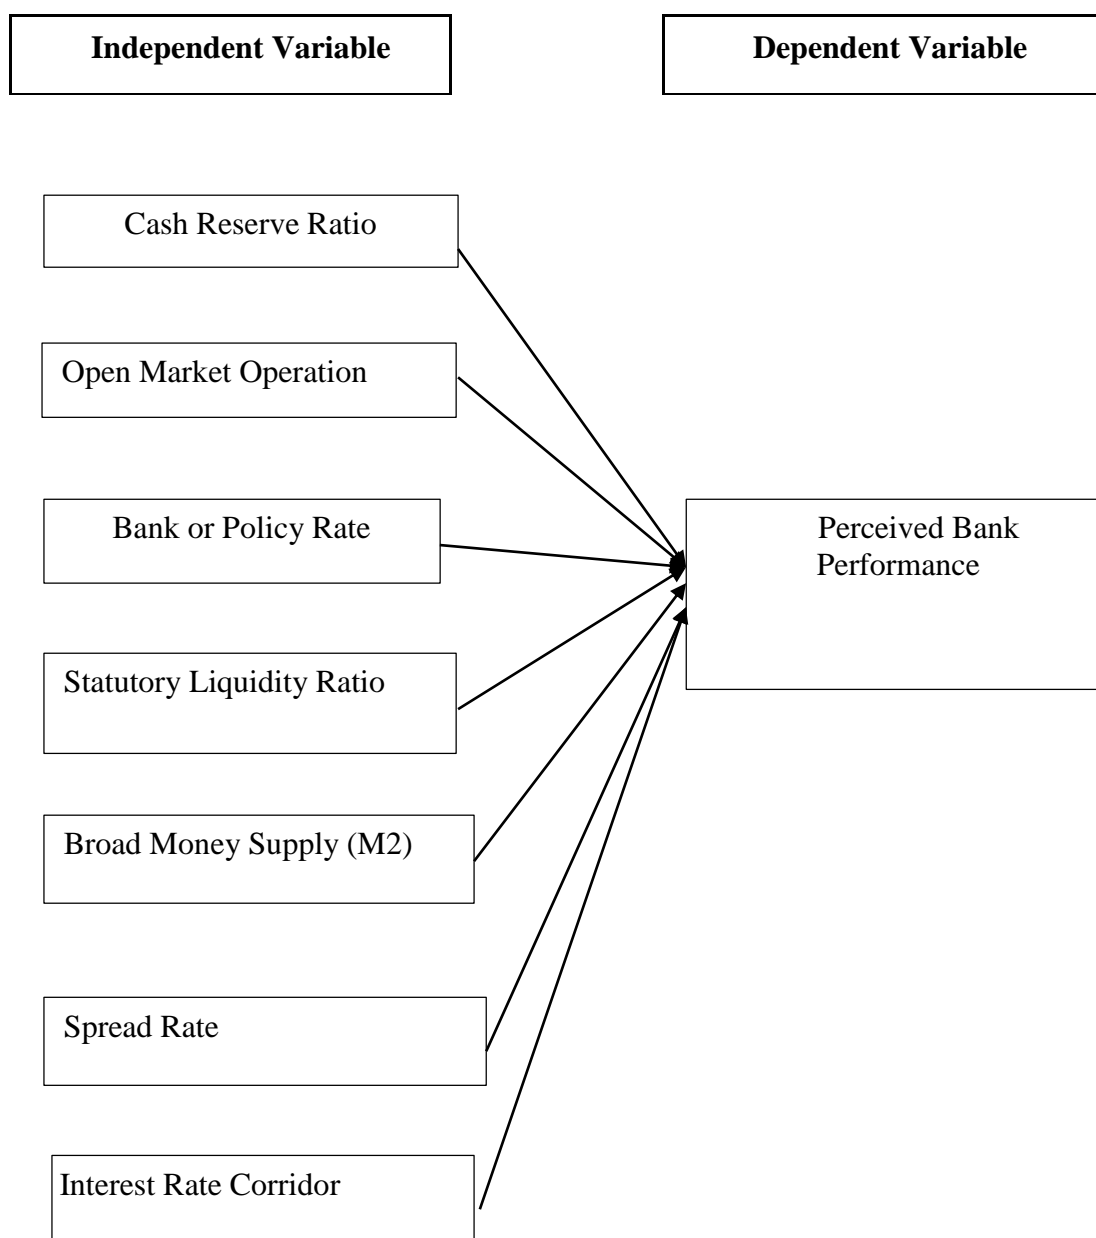 Independent Variable
Dependent Variable
Cash Reserve Ratio
Open Market Operation
Bank or Policy Rate
Perceived Bank
Performance
Statutory Liquidity Ratio
Broad Money Supply (M2)
Spread Rate
Interest Rate Corridor